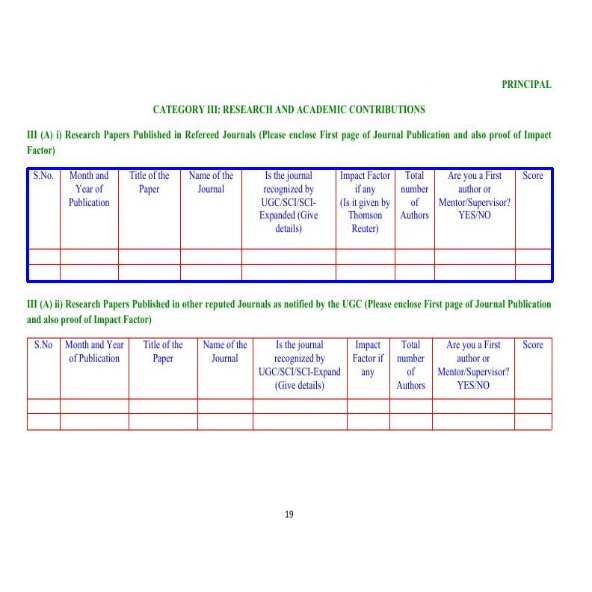 PRINCIPAL
CATEGORY III: RESEARCH AND ACADEMIC CONTRIBUTIONS
III (A) i) Research Papers Published in Refereed Journals (Please enclose First page of Journal Publication and also proof of Impact
Factor)
S.No. Month and Title of the Name of the Is the journal Impact Factor Total Are you a First Score
Year of Paper Journal recognized by if any number author or
Publication UGC/SCI/SCI- (Is it given by of Mentor/Supervisor?
Expanded (Give Thomson Authors YES/NO
details) Reuter)
III (A) ii) Research Papers Published in other reputed Journals as notified by the UGC (Please enclose First page of Journal Publication
and also proof of Impact Factor)
S.No Month and Year Title of the Name of the Is the journal Impact Total Are you a First Score
of Publication Paper Journal recognized by Factor if number author or
UGC/SCI/SCI-Expand any of Mentor/Supervisor?
(Give details) Authors YES/NO
19